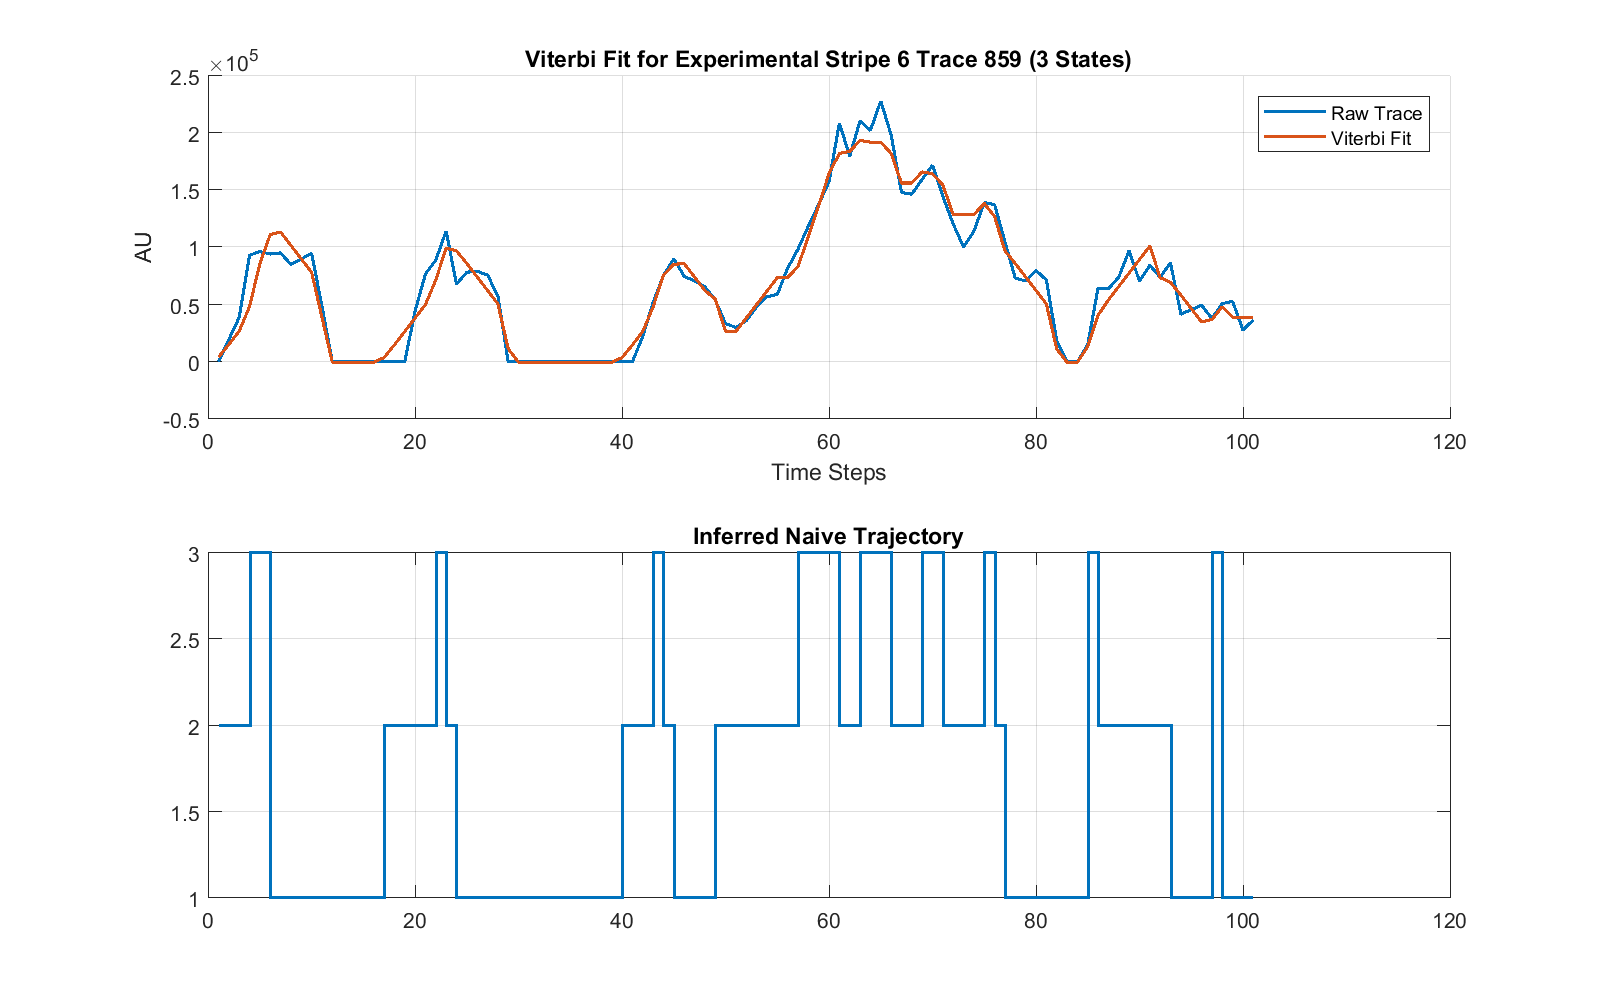 Viterbi Fit for Experimental Stripe 6 Trace 859 (3 States)
×10^5
2.5
2
1.5
1
0.5
0
-0.5
AU
Raw Trace
Viterbi Fit
0 20 40 60 80 100 120
Time Steps
Inferred Naive Trajectory
3
2.5
2
1.5
1
0 20 40 60 80 100 120